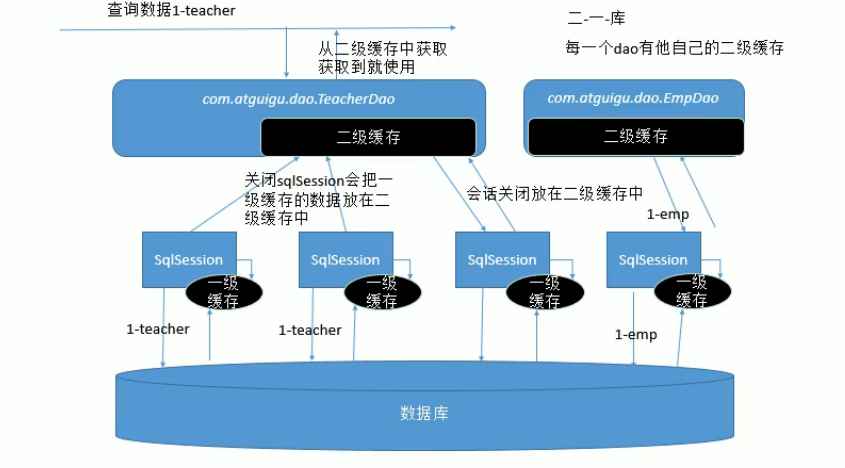 查询数据1-teacher
二-一-库
从二级缓存中获取
获取到就使用
每一个dao有他自己的二级缓存
com.atguigu.dao.TeacherDao
com.atguigu.dao.EmpDao
二级缓存
二级缓存
关闭sqlSession会把一
级缓存的数据放在二
级缓存中
会话关闭放在二级缓存中
1-emp
SqlSession
SqlSession
SqlSession
SqlSession
一级
缓存
一级
缓存
一级
缓存
一级
缓存
1-teacher
1-teacher
1-emp
数据库